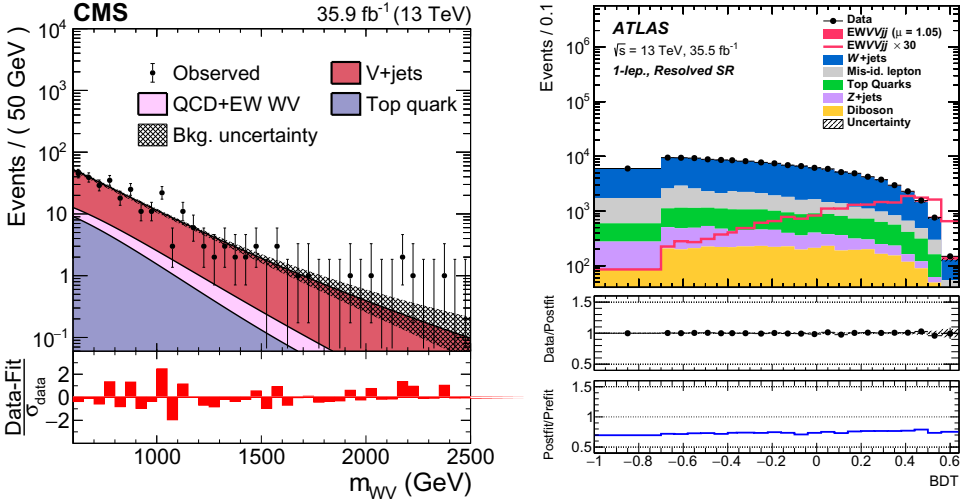 CMS 35.9 fb⁻¹ (13 TeV)
Events / ( 50 GeV)
10²
10
1
10⁻¹
Observed V+jets
QCD+EW WV Top quark
Bkg. uncertainty
Data-Fit
σdata
2
0
−2
1000 1500 2000 2500
m_WV (GeV)
Events / 0.1
10⁶
10⁵
10⁴
10³
10²
ATLAS
√s = 13 TeV, 35.5 fb⁻¹
1-lep., Resolved SR
Data
EWVVjj (μ = 1.05)
EWVVjj × 30
W+jets
Mis-id. lepton
Top Quarks
Z+jets
Diboson
Uncertainty
Data/Postfit
1.5
1
0.5
Postfit/Prefit
1.5
1
0.5
−1 −0.8 −0.6 −0.4 −0.2 0 0.2 0.4 0.6
BDT